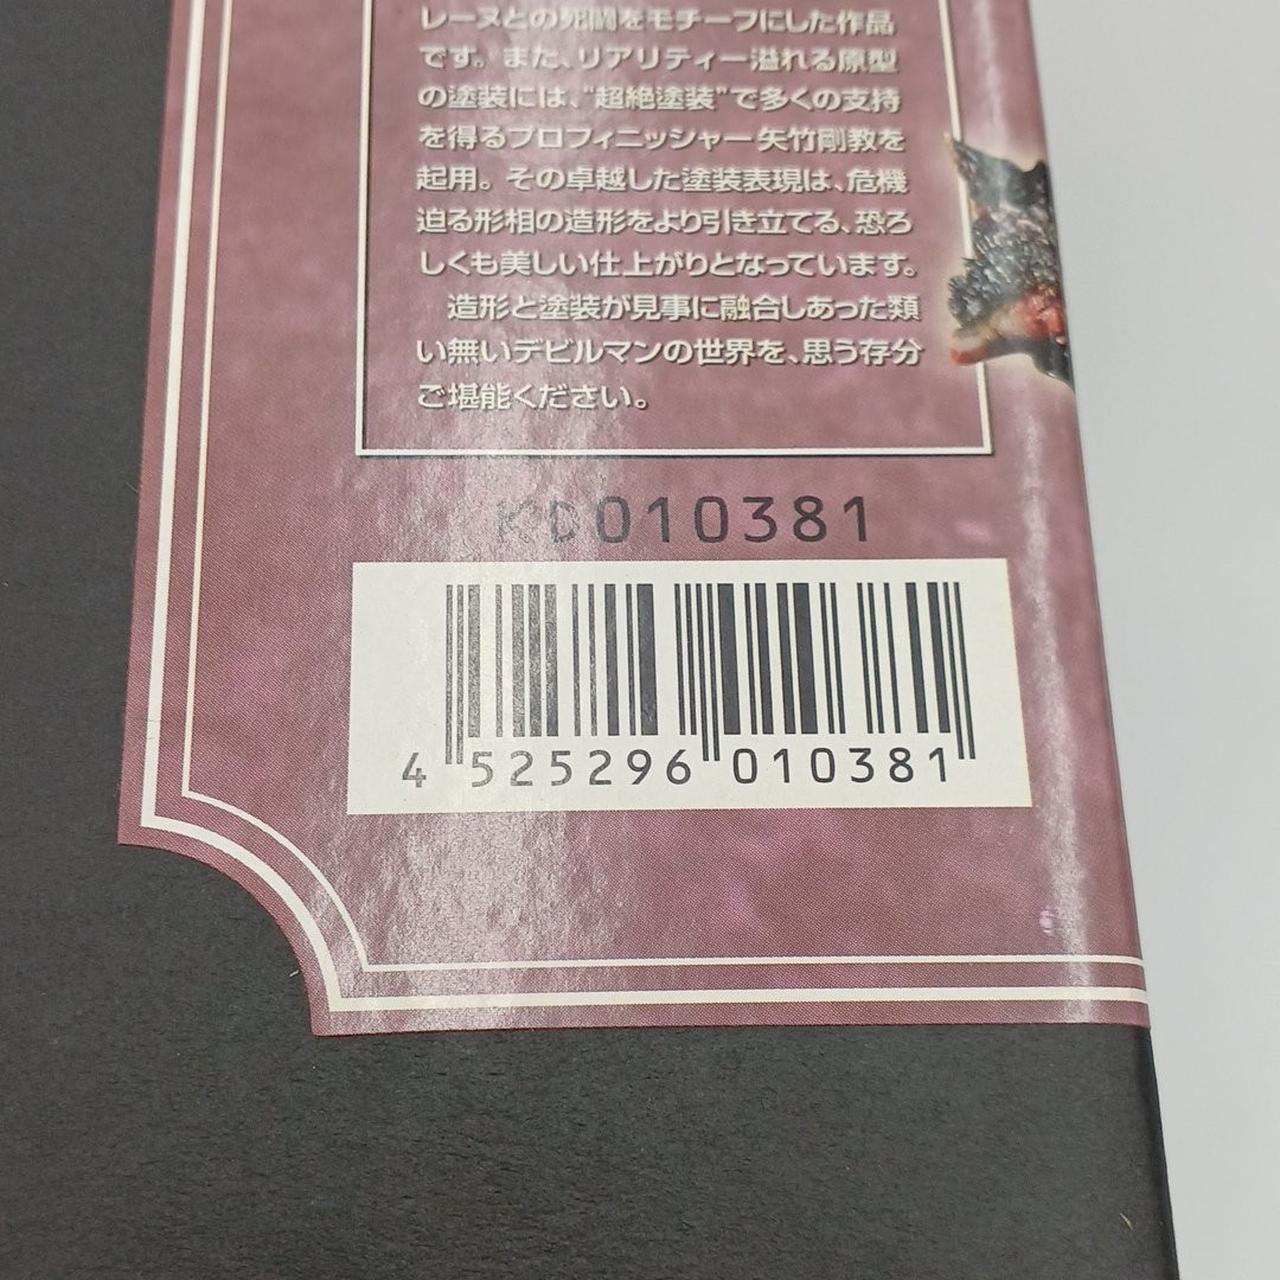 レーヌとの死闘をモチーフにした作品
です。また、リアリティー溢れる原型
の塗装には、"超絶塗装"で多くの支持
を得るプロフィニッシャー矢竹剛教を
起用。その卓越した塗装表現は、危機
迫る形相の造形をより引き立てる、恐ろ
しくも美しい仕上がりとなっています。
造形と塗装が見事に融合しあった類
い無いデビルマンの世界を、思う存分
ご堪能ください。
KD010381
4 525296 010381